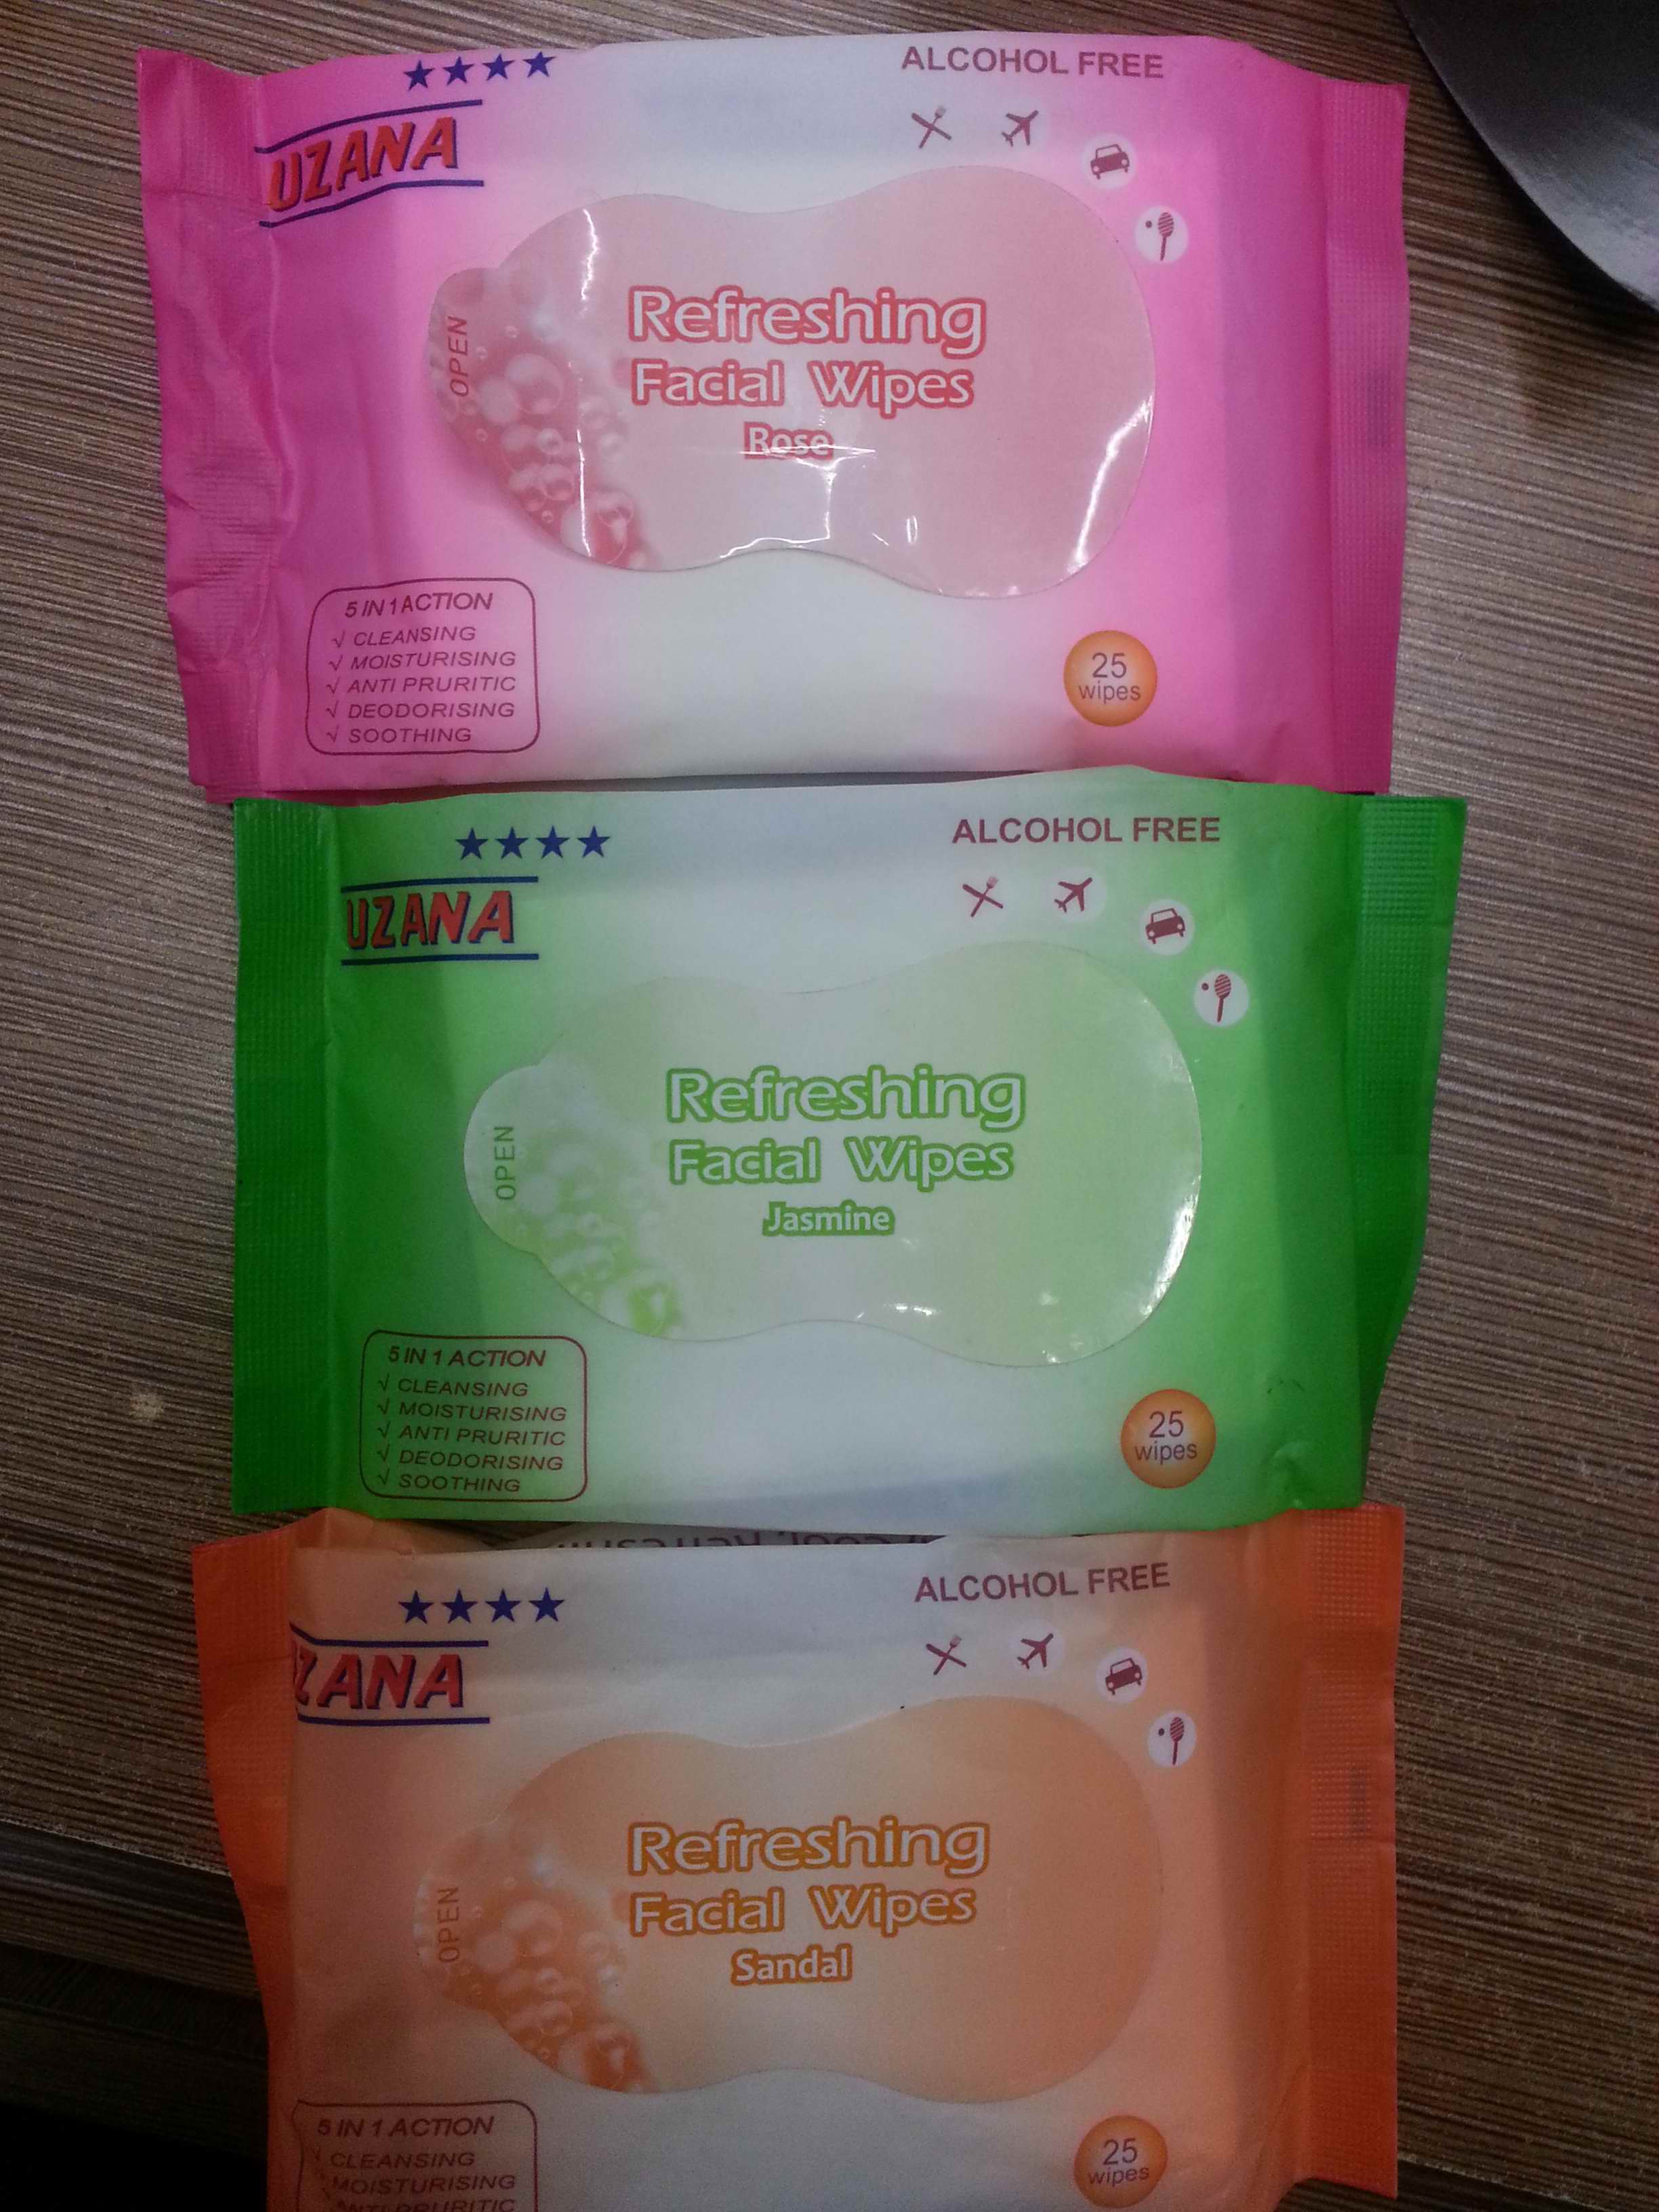 UZANA
ALCOHOL FREE
OPEN
Refreshing
Facial Wipes
Rose
5 IN 1 ACTION
√ CLEANSING
√ MOISTURISING
√ ANTI PRURITIC
√ DEODORISING
√ SOOTHING
25
wipes
UZANA
ALCOHOL FREE
OPEN
Refreshing
Facial Wipes
Jasmine
5 IN 1 ACTION
√ CLEANSING
√ MOISTURISING
√ ANTI PRURITIC
√ DEODORISING
√ SOOTHING
25
wipes
ZANA
ALCOHOL FREE
OPEN
Refreshing
Facial Wipes
Sandal
5 IN 1 ACTION
√ CLEANSING
√ MOISTURISING
ANTI PRURITIC
25
wipes